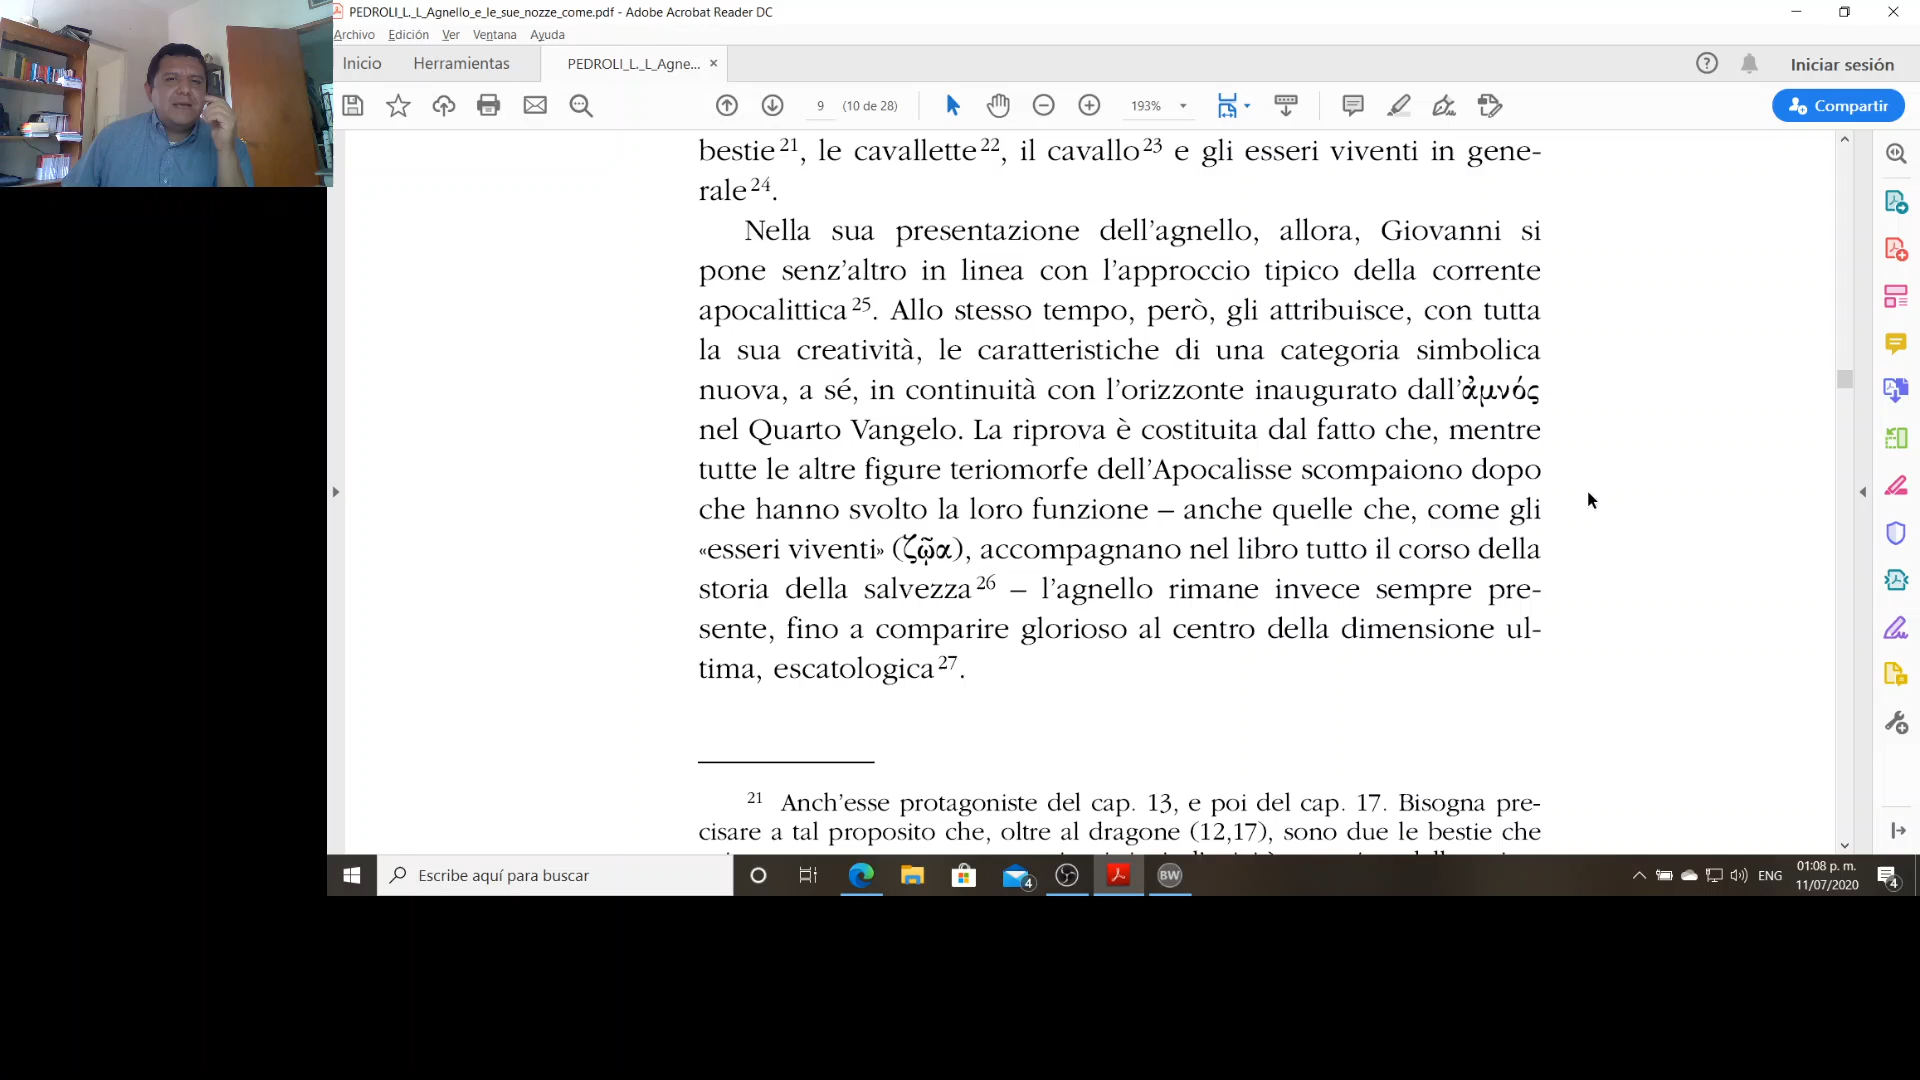 PEDROLI_L._L_Agnello_e_le_sue_nozze_come.pdf - Adobe Acrobat Reader DC
Archivo Edición Ver Ventana Ayuda
Inicio Herramientas PEDROLI_L._L_Agne... × Iniciar sesión
9 (10 de 28) 193% Compartir
bestie21, le cavallette22, il cavallo23 e gli esseri viventi in gene-
rale24.
Nella sua presentazione dell’agnello, allora, Giovanni si
pone senz’altro in linea con l’approccio tipico della corrente
apocalittica25. Allo stesso tempo, però, gli attribuisce, con tutta
la sua creatività, le caratteristiche di una categoria simbolica
nuova, a sé, in continuità con l’orizzonte inaugurato dall’ἀμνός
nel Quarto Vangelo. La riprova è costituita dal fatto che, mentre
tutte le altre figure teriomorfe dell’Apocalisse scompaiono dopo
che hanno svolto la loro funzione – anche quelle che, come gli
«esseri viventi» (ζῷα), accompagnano nel libro tutto il corso della
storia della salvezza26 – l’agnello rimane invece sempre pre-
sente, fino a comparire glorioso al centro della dimensione ul-
tima, escatologica27.
21 Anch’esse protagoniste del cap. 13, e poi del cap. 17. Bisogna pre-
cisare a tal proposito che, oltre al dragone (12,17), sono due le bestie che
Escribe aquí para buscar 4 BW ENG 01:08 p. m. 4
11/07/2020